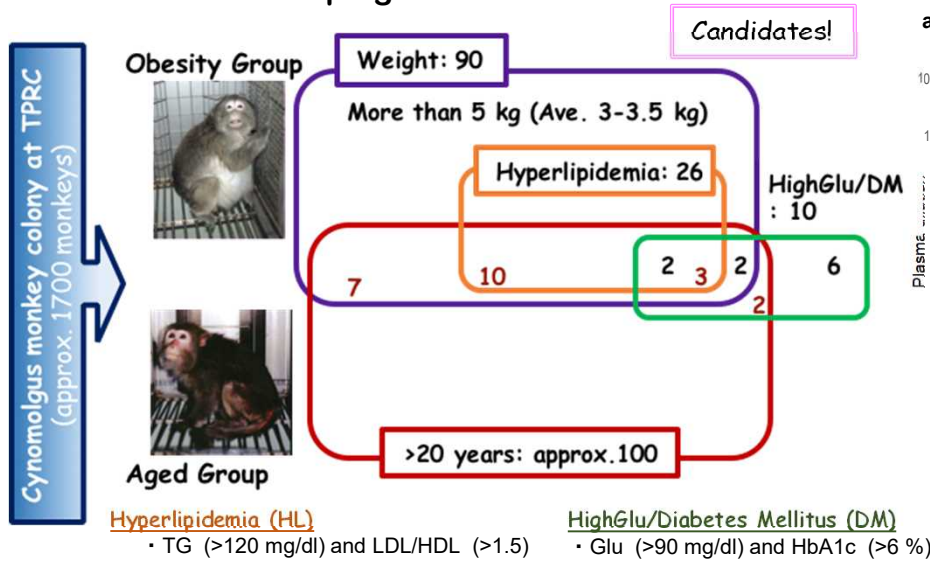 Candidates!
Cynomolgus monkey colony at TPRC
(approx. 1700 monkeys)
Obesity Group
Weight: 90
More than 5 kg (Ave. 3-3.5 kg)
Hyperlipidemia: 26
HighGlu/DM
: 10
2
2
6
7
10
3
2
>20 years: approx.100
Aged Group
Hyperlipidemia (HL)
・TG (>120 mg/dl) and LDL/HDL (>1.5)
HighGlu/Diabetes Mellitus (DM)
・Glu (>90 mg/dl) and HbA1c (>6 %)
a
10
1
Plasma